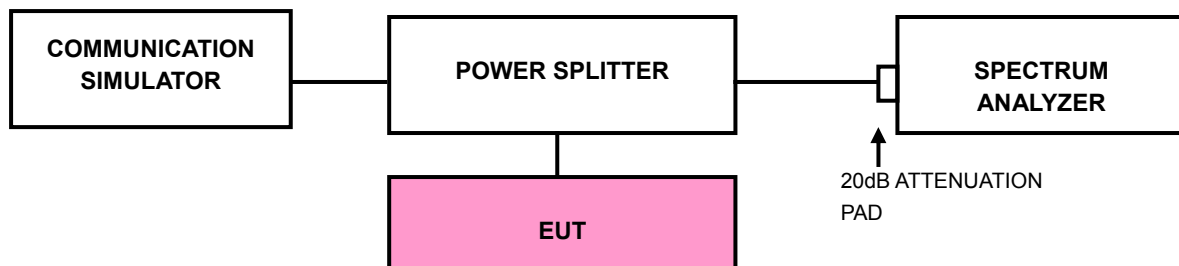 COMMUNICATION
SIMULATOR
POWER SPLITTER
SPECTRUM
ANALYZER
20dB ATTENUATION
PAD
EUT